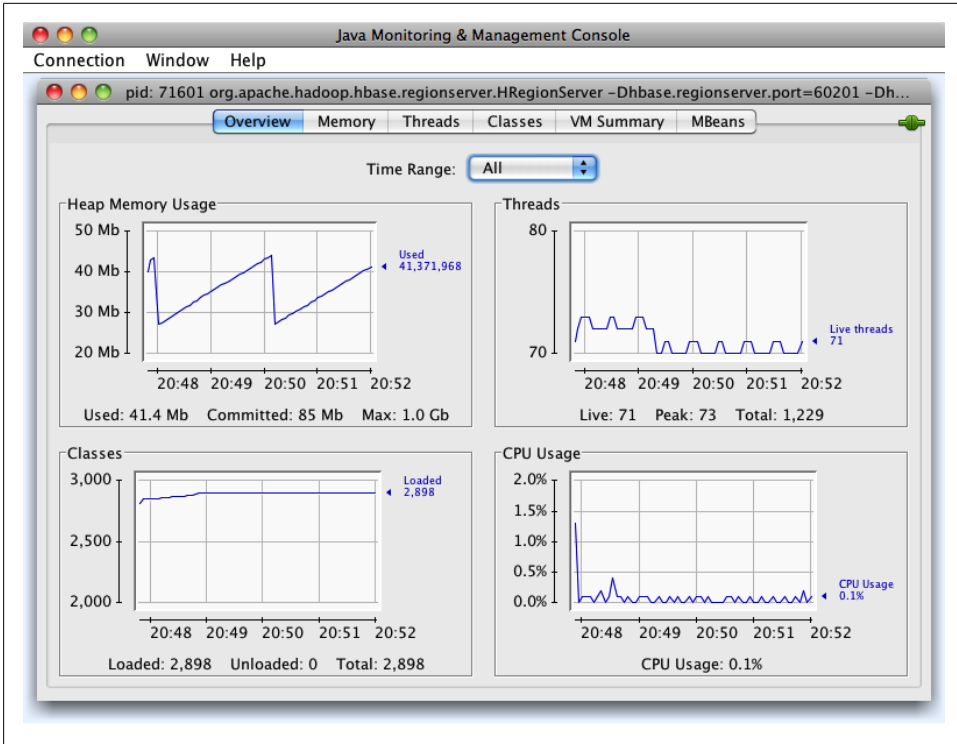 Java Monitoring & Management Console
Connection Window Help
pid: 71601 org.apache.hadoop.hbase.regionserver.HRegionServer -Dhbase.regionserver.port=60201 -Dh...
Overview Memory Threads Classes VM Summary MBeans
Time Range: All
Heap Memory Usage
50 Mb
40 Mb
30 Mb
20 Mb
Used
41,371,968
20:48 20:49 20:50 20:51 20:52
Used: 41.4 Mb Committed: 85 Mb Max: 1.0 Gb
Threads
80
70
Live threads
71
20:48 20:49 20:50 20:51 20:52
Live: 71 Peak: 73 Total: 1,229
Classes
3,000
2,500
2,000
Loaded
2,898
20:48 20:49 20:50 20:51 20:52
Loaded: 2,898 Unloaded: 0 Total: 2,898
CPU Usage
2.0%
1.5%
1.0%
0.5%
0.0%
CPU Usage
0.1%
20:48 20:49 20:50 20:51 20:52
CPU Usage: 0.1%